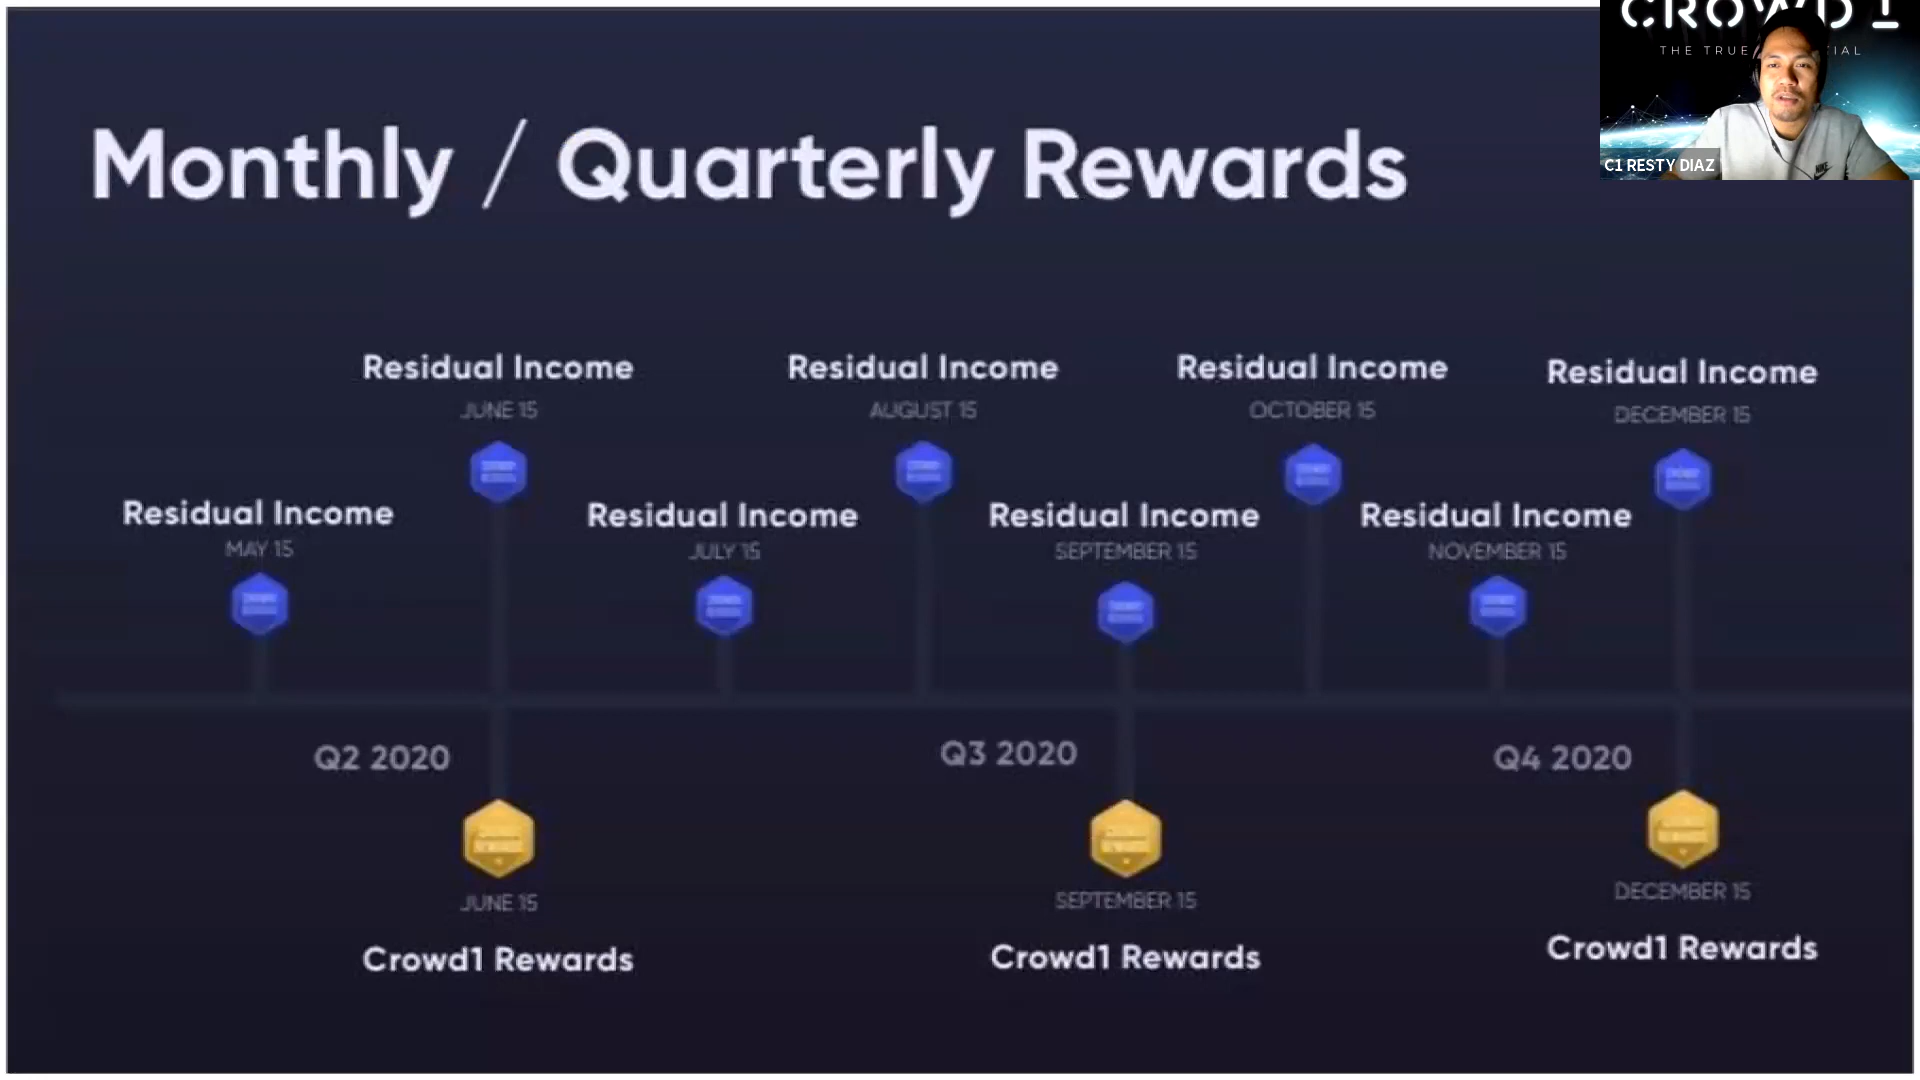 CROWD1
THE TRUE
Monthly / Quarterly Rewards
C1 RESTY DIAZ
Residual Income
JUNE 15
Residual Income
AUGUST 15
Residual Income
OCTOBER 15
Residual Income
DECEMBER 15
Residual Income
MAY 15
Residual Income
JULY 15
Residual Income
SEPTEMBER 15
Residual Income
NOVEMBER 15
Q2 2020
Q3 2020
Q4 2020
JUNE 15
Crowd1 Rewards
SEPTEMBER 15
Crowd1 Rewards
DECEMBER 15
Crowd1 Rewards